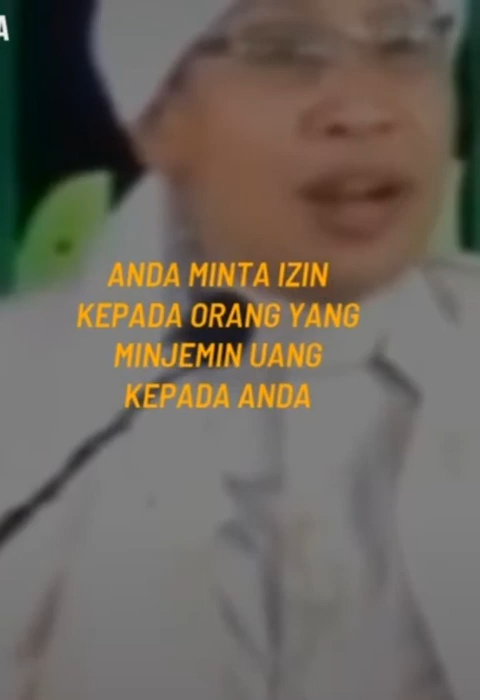 A
ANDA MINTA IZIN
KEPADA ORANG YANG
MINJEMIN UANG
KEPADA ANDA